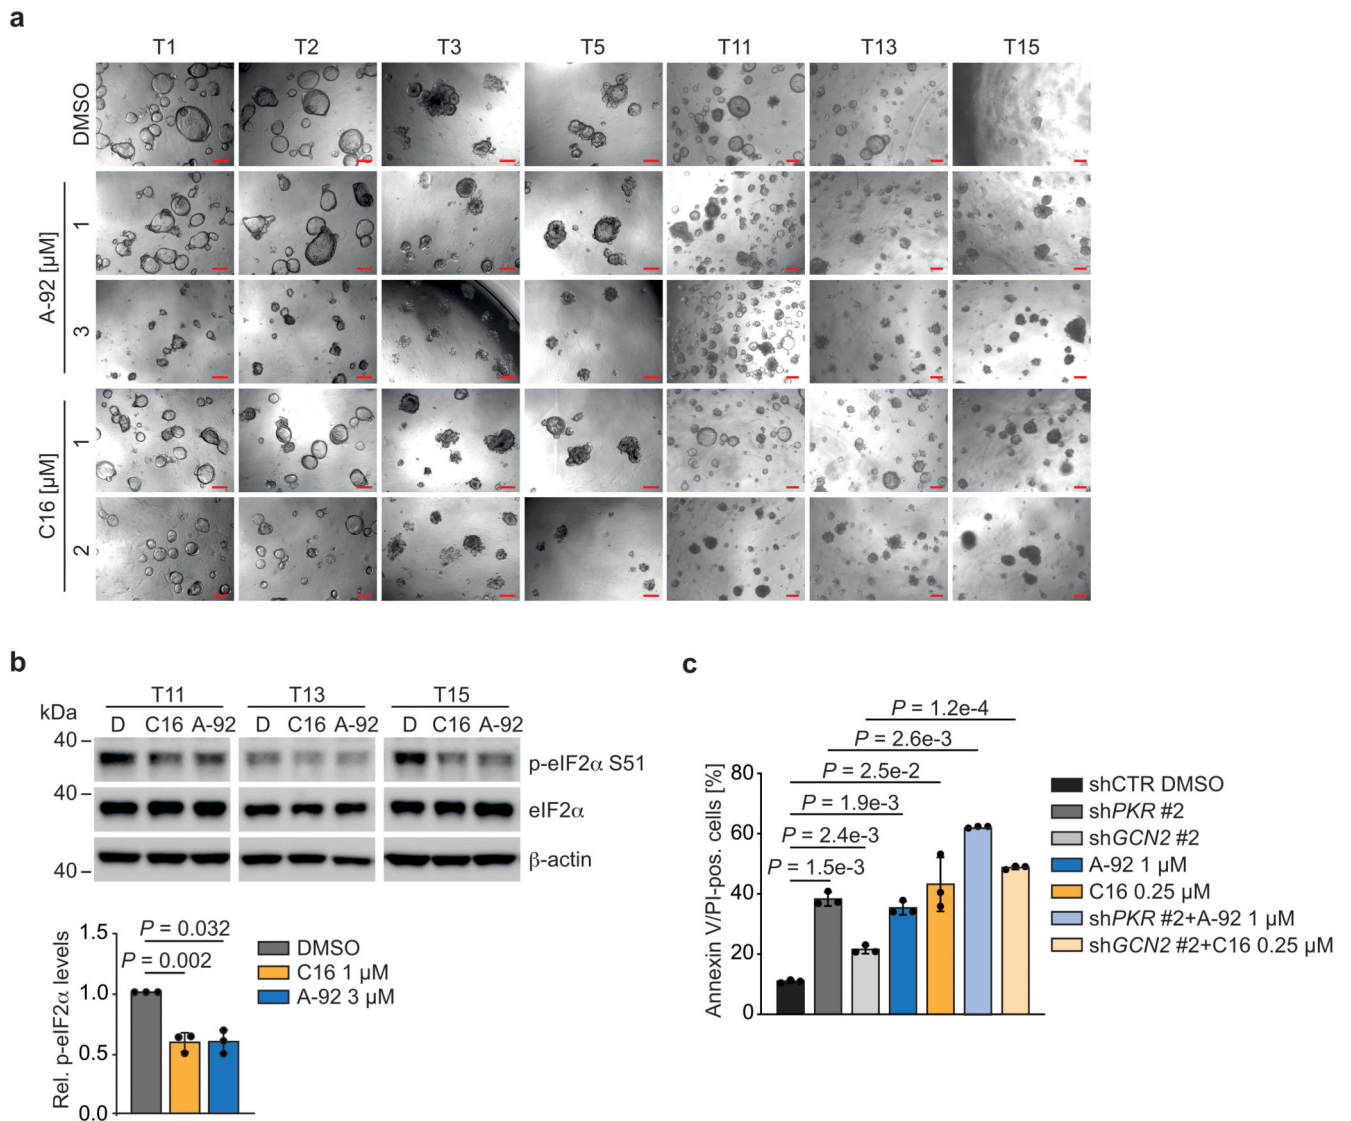 a
T1 T2 T3 T5 T11 T13 T15
DMSO
A-92 [µM]
1
3
C16 [µM]
1
2
b
T11 T13 T15
kDa
D C16 A-92 D C16 A-92 D C16 A-92
40
p-eIF2α S51
40
eIF2α
40
β-actin
Rel. p-eIF2α levels
1.5
1.0
0.5
0.0
P = 0.032
P = 0.002
DMSO
C16 1 µM
A-92 3 µM
c
Annexin V/PI-pos. cells [%]
80
60
40
20
0
P = 1.2e-4
P = 2.6e-3
P = 2.5e-2
P = 1.9e-3
P = 2.4e-3
P = 1.5e-3
shCTR DMSO
shPKR #2
shGCN2 #2
A-92 1 µM
C16 0.25 µM
shPKR #2+A-92 1 µM
shGCN2 #2+C16 0.25 µM